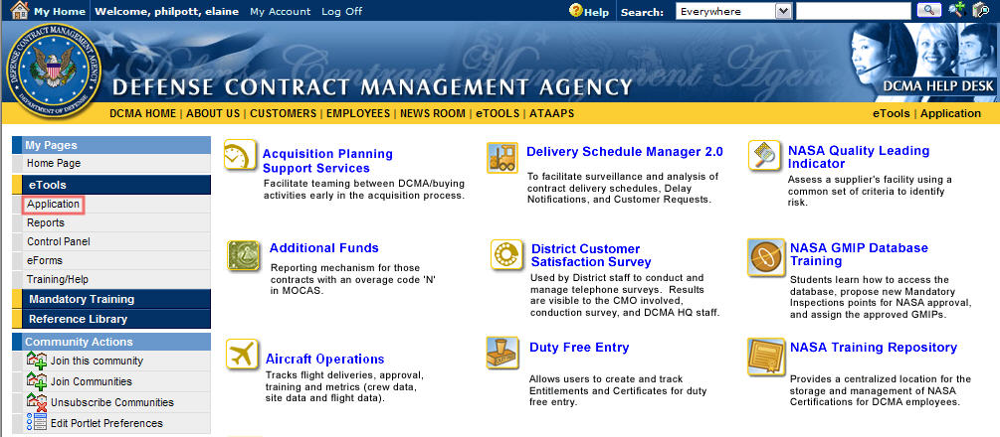 My Home Welcome, philpott, elaine My Account Log Off ?Help Search: Everywhere
DEFENSE CONTRACT MANAGEMENT AGENCY
DEPARTMENT OF DEFENSE
DEFENSE CONTRACT MANAGEMENT AGENCY
DCMA HELP DESK
DCMA HOME | ABOUT US | CUSTOMERS | EMPLOYEES | NEWS ROOM | eTOOLS | ATAAPS
eTools | Application
My Pages
Home Page
eTools
Application
Reports
Control Panel
eForms
Training/Help
Mandatory Training
Reference Library
Community Actions
Join this community
Join Communities
Unsubscribe Communities
Edit Portlet Preferences
Acquisition Planning
Support Services
Facilitate teaming between DCMA/buying
activities early in the acquisition process.
Delivery Schedule Manager 2.0
To facilitate surveillance and analysis of
contract delivery schedules, Delay
Notifications, and Customer Requests.
NASA Quality Leading
Indicator
Assess a supplier's facility using a
common set of criteria to identify
risk.
Additional Funds
Reporting mechanism for those
contracts with an overage code 'N'
in MOCAS.
District Customer
Satisfaction Survey
Used by District staff to conduct and
manage telephone surveys. Results
are visible to the CMO involved,
conduction survey, and DCMA HQ staff.
NASA GMIP Database
Training
Students learn how to access the
database, propose new Mandatory
Inspections points for NASA approval,
and assign the approved GMIPs.
Aircraft Operations
Tracks flight deliveries, approval,
training and metrics (crew data,
site data and flight data).
Duty Free Entry
Allows users to create and track
Entitlements and Certificates for duty
free entry.
NASA Training Repository
Provides a centralized location for the
storage and management of NASA
Certifications for DCMA employees.